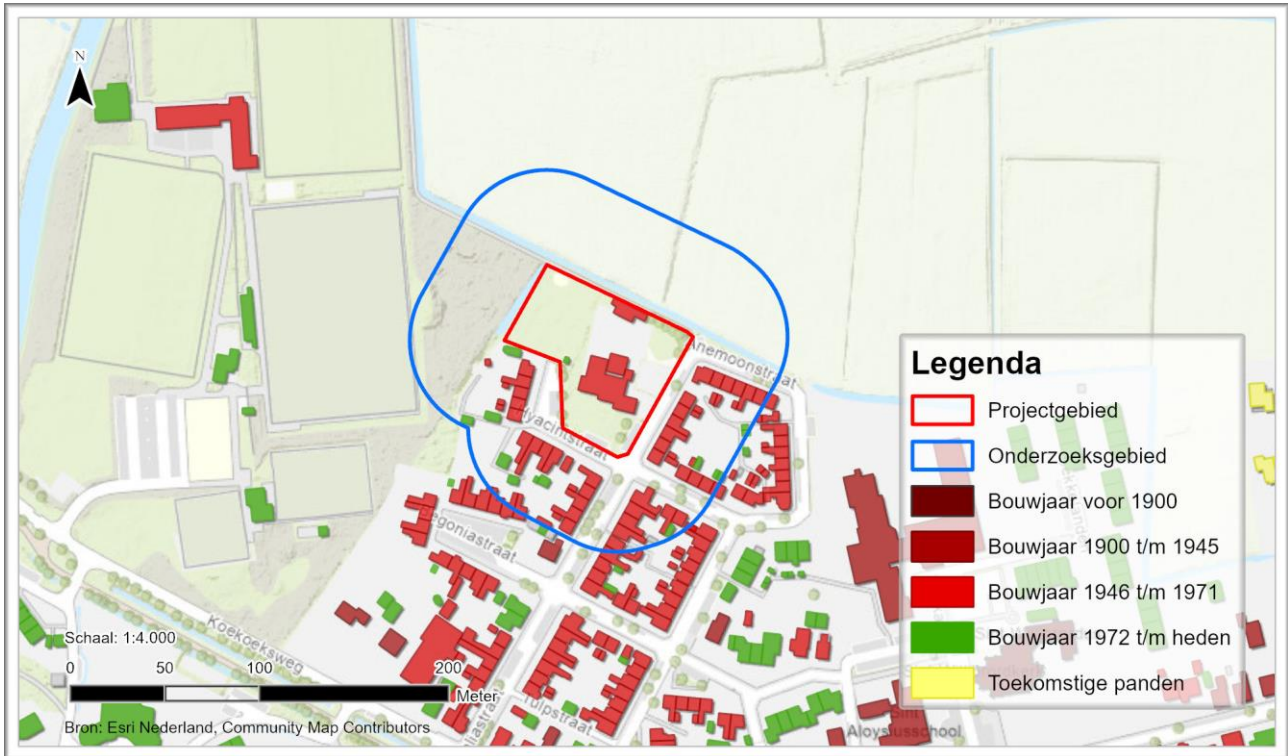 N
Anemoonstraat
Hyacintstraat
Begoniastraat
Koekoeksweg
Tulpstraat
Sint
Aloysiusschool
Legenda
Projectgebied
Onderzoeksgebied
Bouwjaar voor 1900
Bouwjaar 1900 t/m 1945
Bouwjaar 1946 t/m 1971
Bouwjaar 1972 t/m heden
Toekomstige panden
Schaal: 1:4.000
0 50 100 200
Meter
Bron: Esri Nederland, Community Map Contributors